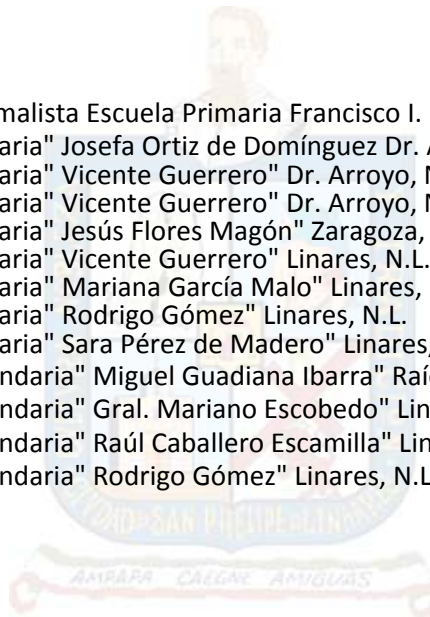 malista Escuela Primaria Francisco I.
aria" Josefa Ortiz de Domínguez Dr.
aria" Vicente Guerrero" Dr. Arroyo,
aria" Vicente Guerrero" Dr. Arroyo,
aria" Jesús Flores Magón" Zaragoza,
aria" Vicente Guerrero" Linares, N.L.
aria" Mariana García Malo" Linares,
aria" Rodrigo Gómez" Linares, N.L.
aria" Sara Pérez de Madero" Linares,
ndaria" Miguel Guadiana Ibarra" Raí
ndaria" Gral. Mariano Escobedo" Lin
ndaria" Raúl Caballero Escamilla" Lin
ndaria" Rodrigo Gómez" Linares, N.L